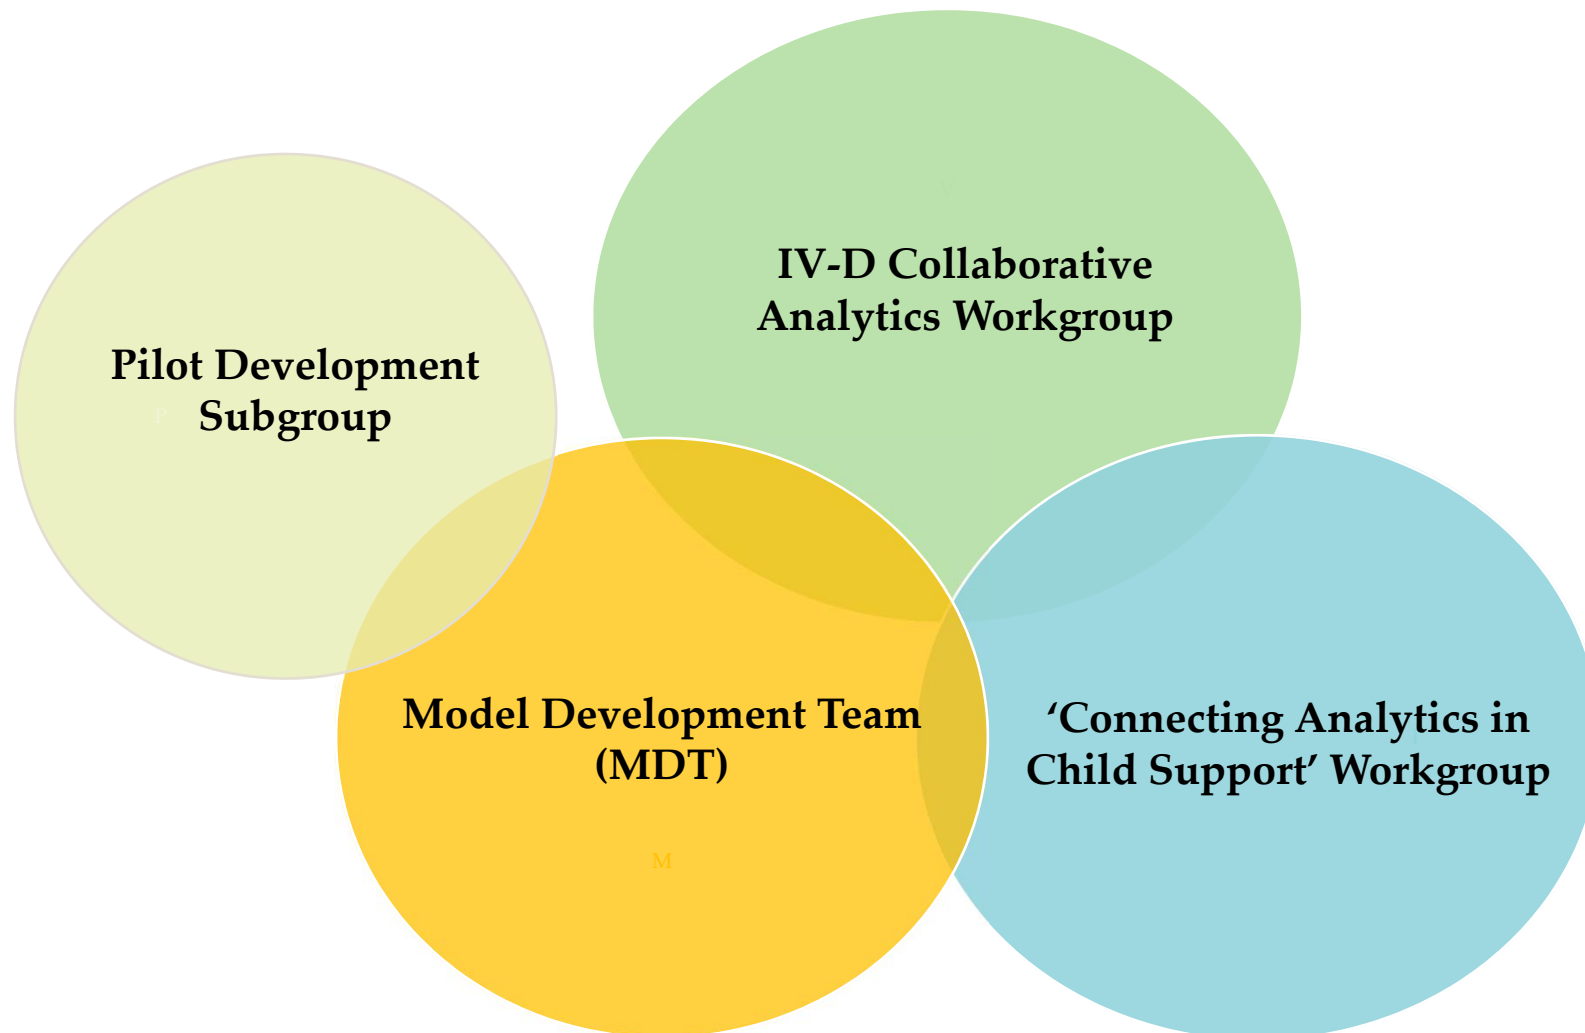 IV-D Collaborative
Analytics Workgroup
Pilot Development
Subgroup
P
Model Development Team
(MDT)
M
‘Connecting Analytics in
Child Support’ Workgroup